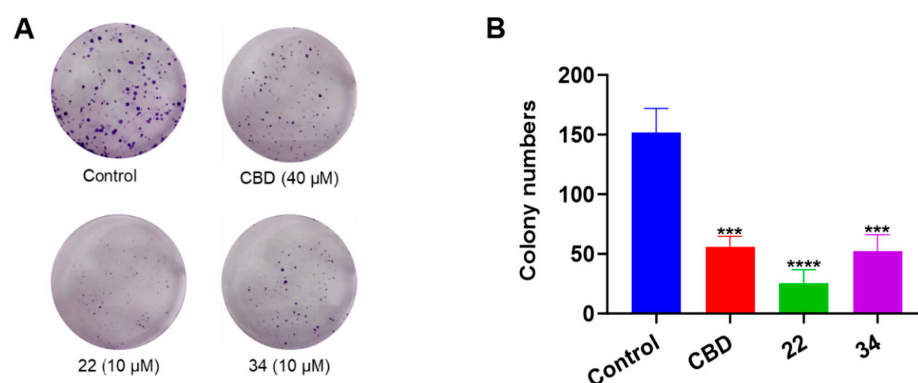 A
Control
CBD (40 μM)
22 (10 μM)
34 (10 μM)
B
Colony numbers
200
150
100
50
0
***
****
***
Control
CBD
22
34